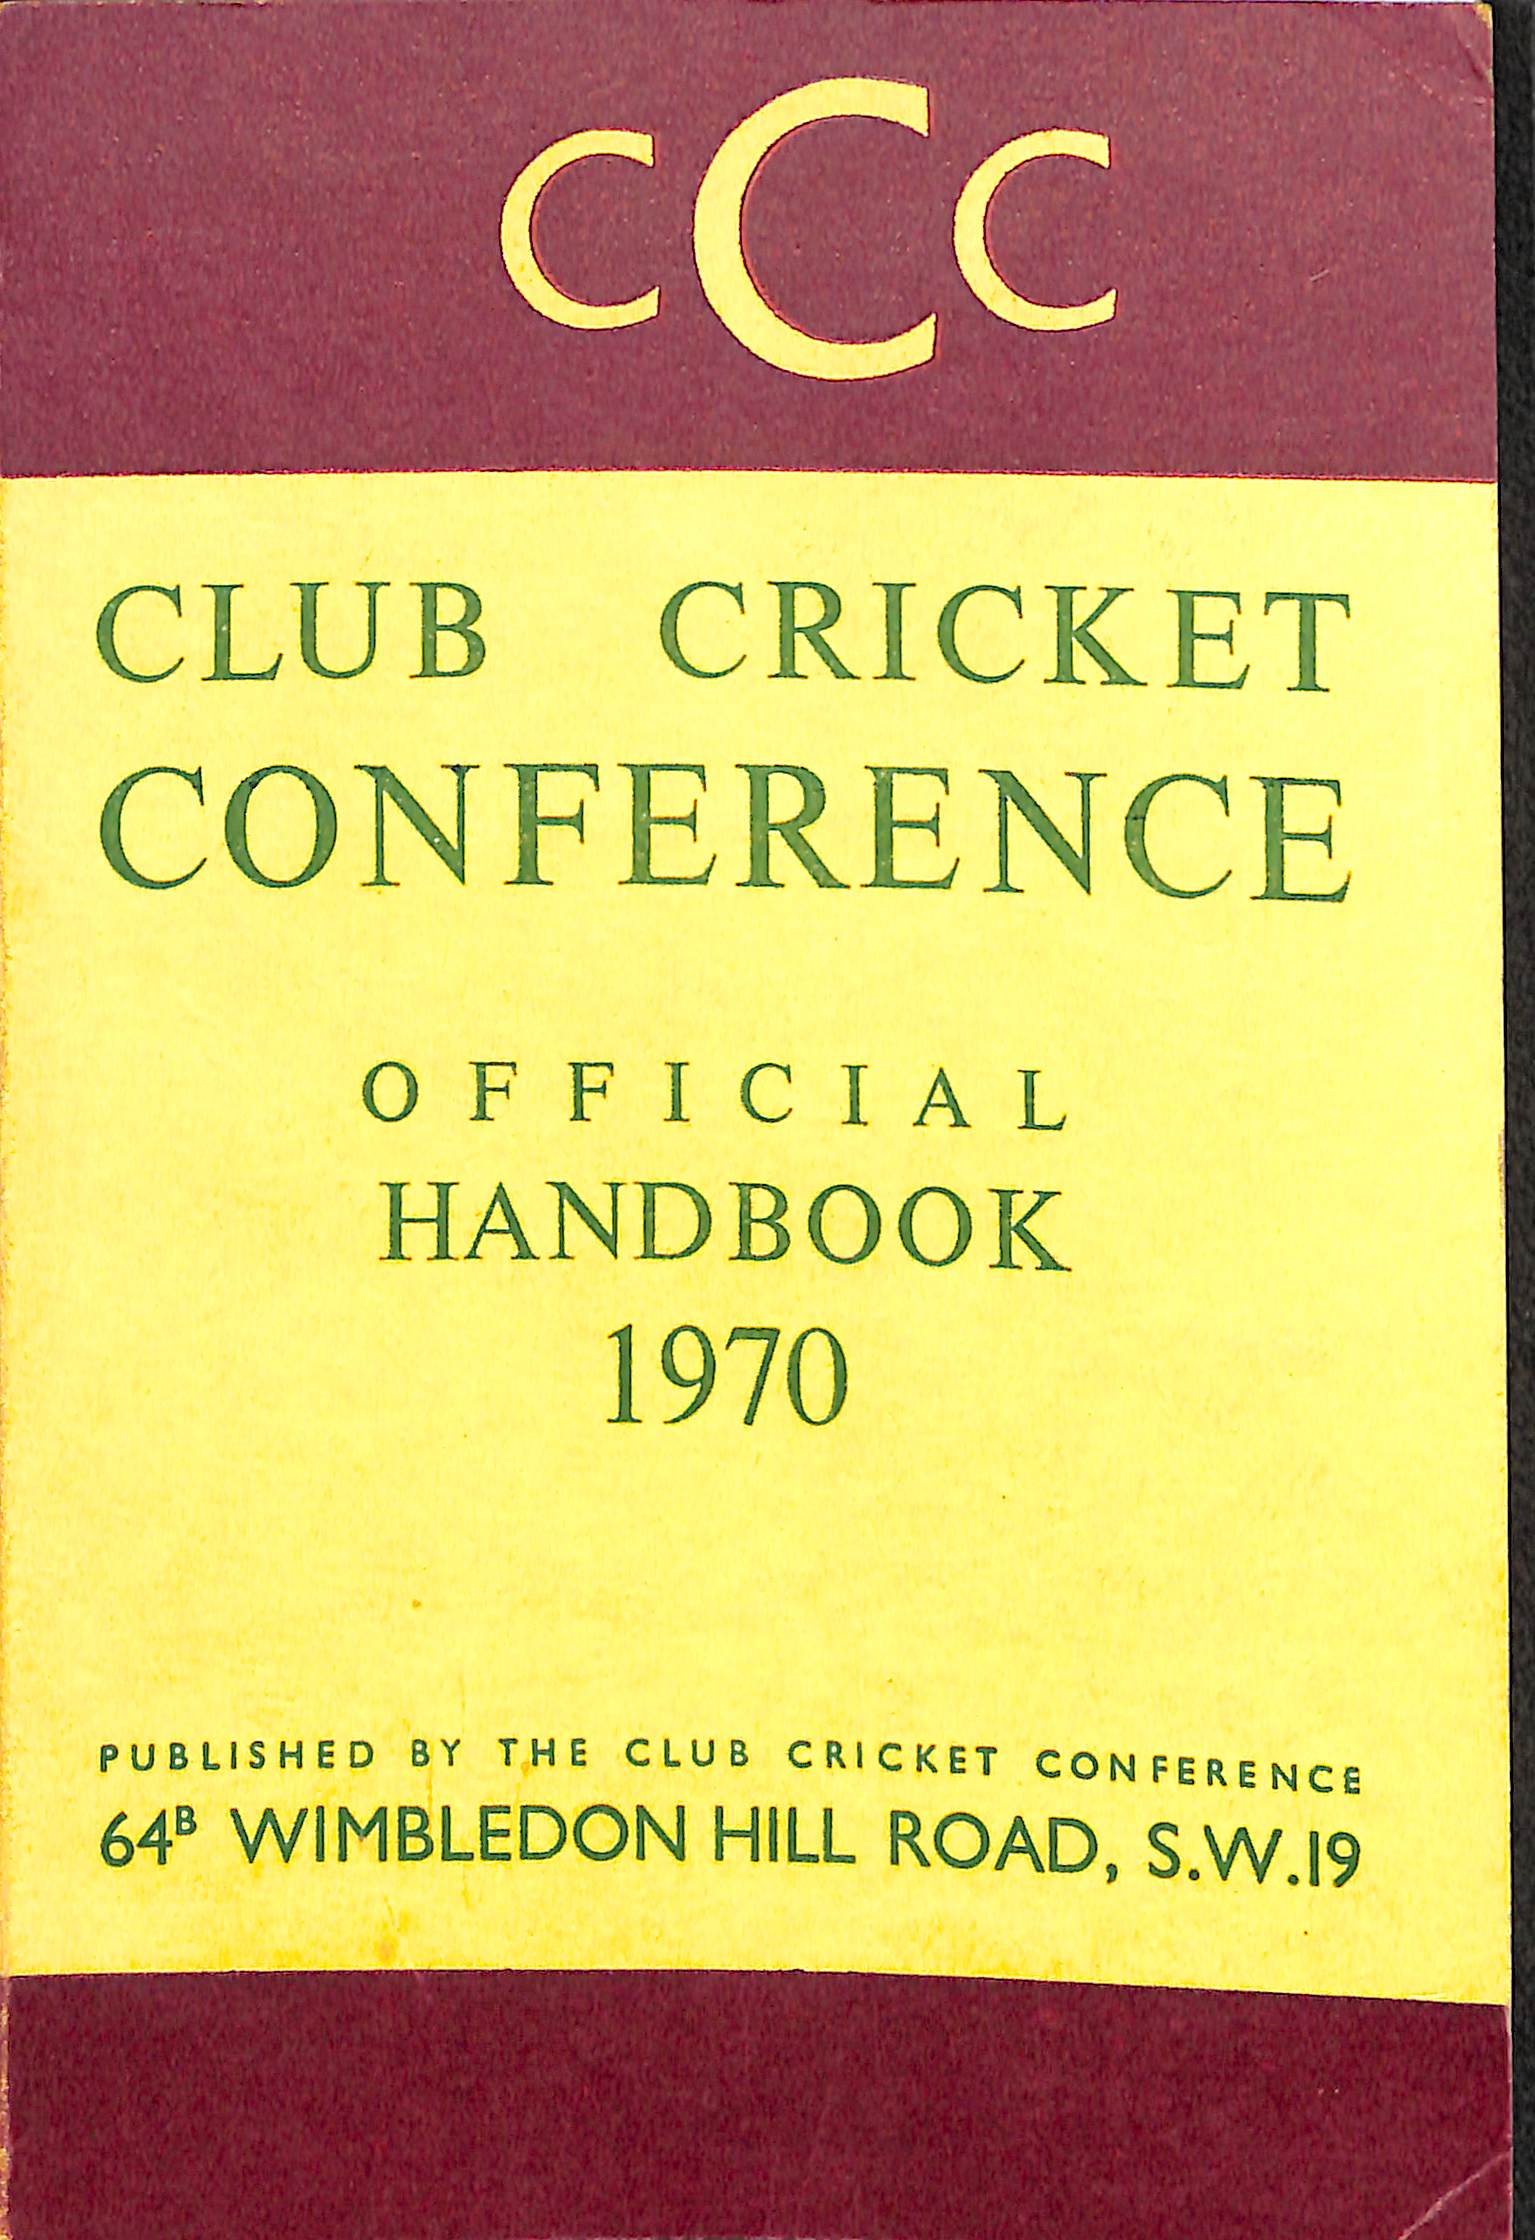 CCC
CLUB CRICKET
CONFERENCE
OFFICIAL
HANDBOOK
1970
PUBLISHED BY THE CLUB CRICKET CONFERENCE
64B WIMBLEDON HILL ROAD, S.W.19